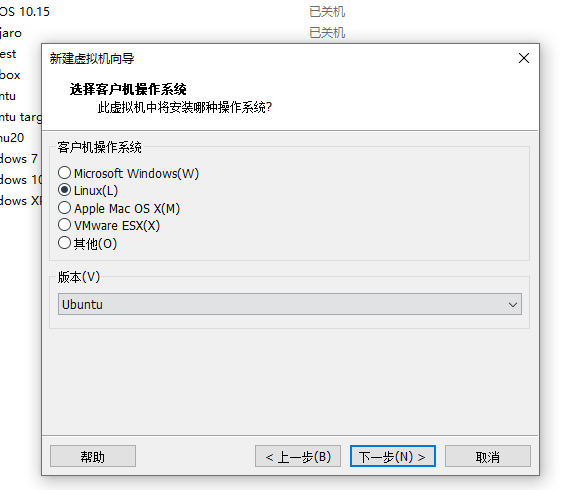 OS 10.15 已关机
jaro 已关机
est
box
ntu
ntu targ
nu20
dows 7
dows 10
dows XP
新建虚拟机向导
选择客户机操作系统
此虚拟机中将安装哪种操作系统?
客户机操作系统
Microsoft Windows(W)
Linux(L)
Apple Mac OS X(M)
VMware ESX(X)
其他(O)
版本(V)
Ubuntu
帮助 < 上一步(B) 下一步(N) > 取消